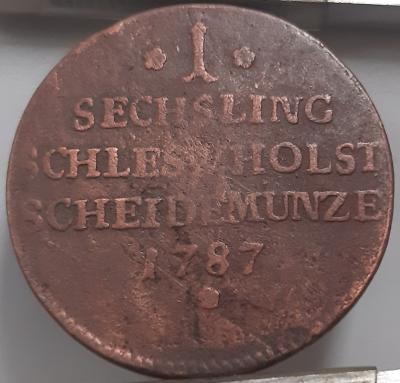 1
SECHSLING
SCHLESW HOLST
SCHEIDEMUNZE
1787